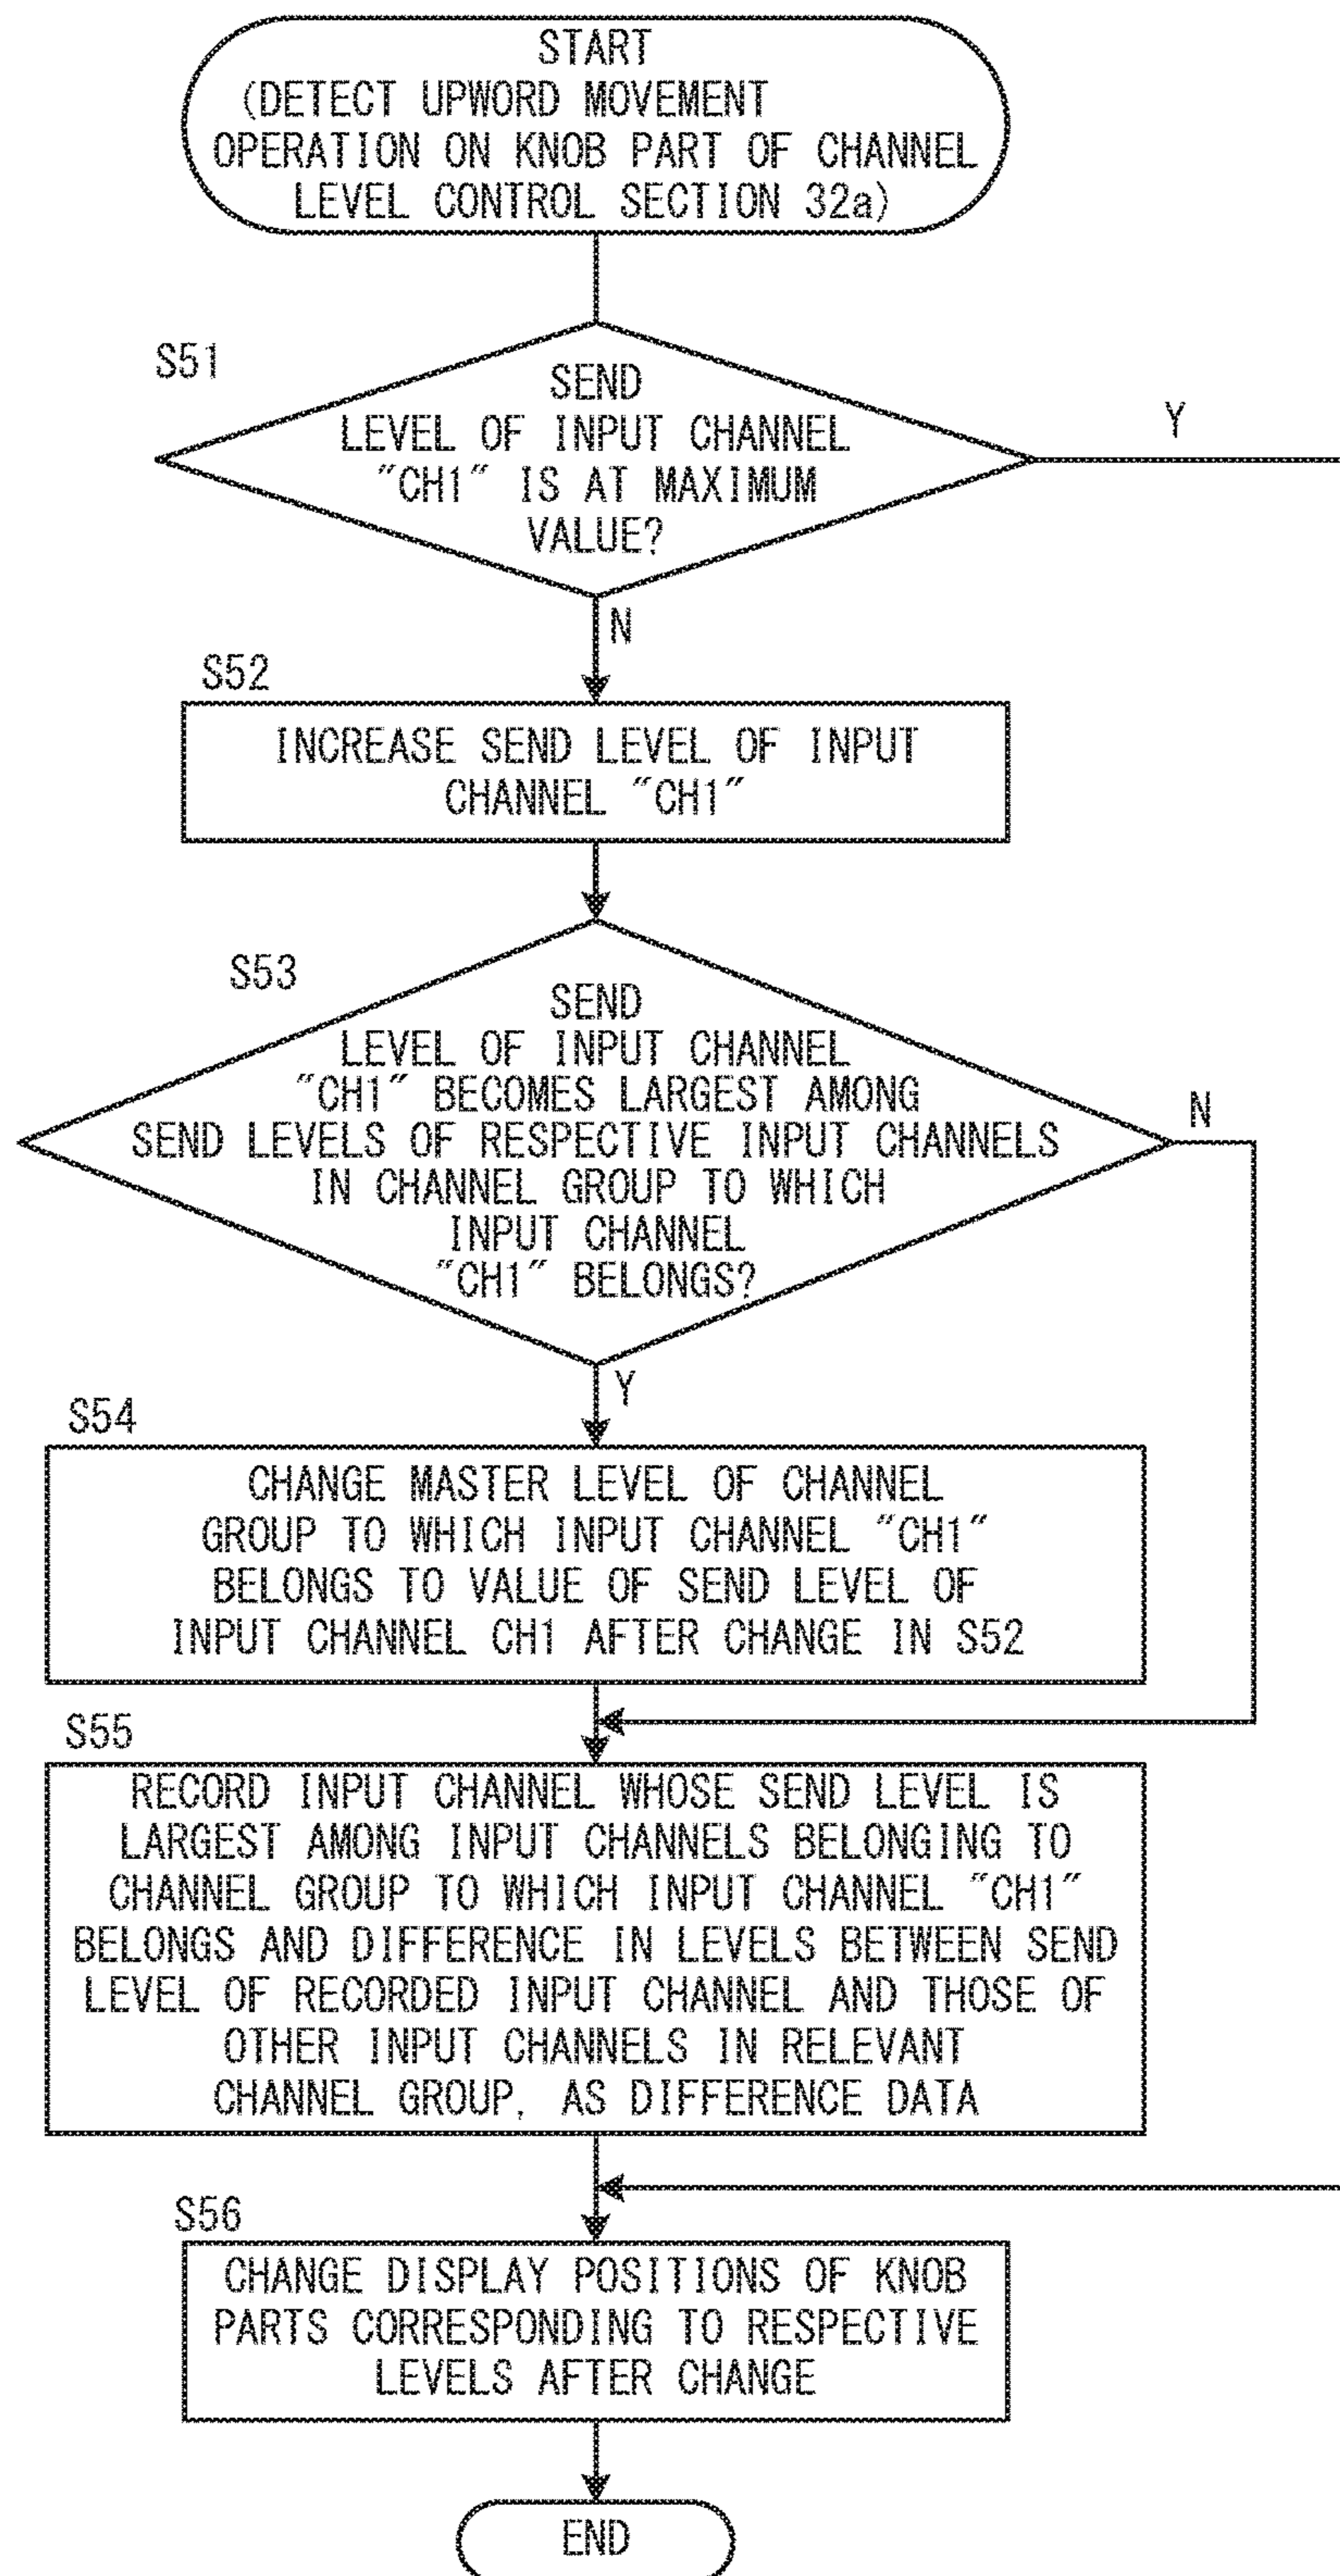 START
(DETECT UPWORD MOVEMENT
OPERATION ON KNOB PART OF CHANNEL
LEVEL CONTROL SECTION 32a)
S51
SEND
LEVEL OF INPUT CHANNEL
"CH1" IS AT MAXIMUM
VALUE?
Y
N
S52
INCREASE SEND LEVEL OF INPUT
CHANNEL "CH1"
S53
SEND
LEVEL OF INPUT CHANNEL
"CH1" BECOMES LARGEST AMONG
SEND LEVELS OF RESPECTIVE INPUT CHANNELS
IN CHANNEL GROUP TO WHICH
INPUT CHANNEL
"CH1" BELONGS?
N
Y
S54
CHANGE MASTER LEVEL OF CHANNEL
GROUP TO WHICH INPUT CHANNEL "CH1"
BELONGS TO VALUE OF SEND LEVEL OF
INPUT CHANNEL CH1 AFTER CHANGE IN S52
S55
RECORD INPUT CHANNEL WHOSE SEND LEVEL IS
LARGEST AMONG INPUT CHANNELS BELONGING TO
CHANNEL GROUP TO WHICH INPUT CHANNEL "CH1"
BELONGS AND DIFFERENCE IN LEVELS BETWEEN SEND
LEVEL OF RECORDED INPUT CHANNEL AND THOSE OF
OTHER INPUT CHANNELS IN RELEVANT
CHANNEL GROUP, AS DIFFERENCE DATA
S56
CHANGE DISPLAY POSITIONS OF KNOB
PARTS CORRESPONDING TO RESPECTIVE
LEVELS AFTER CHANGE
END